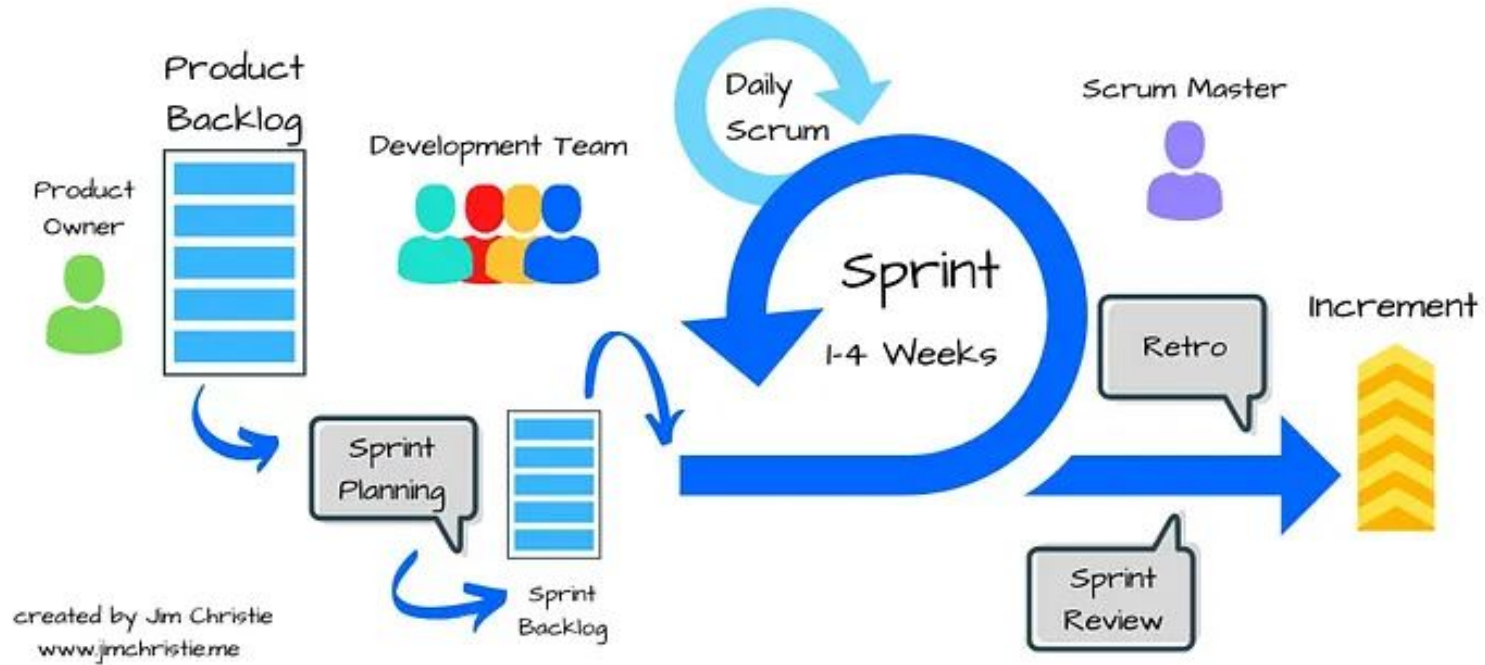 Product
Backlog
Product
Owner
Development Team
Daily
Scrum
Scrum Master
Sprint
1-4 Weeks
Retro
Increment
Sprint
Planning
Sprint
Backlog
Sprint
Review
created by Jim Christie
www.jimchristie.me